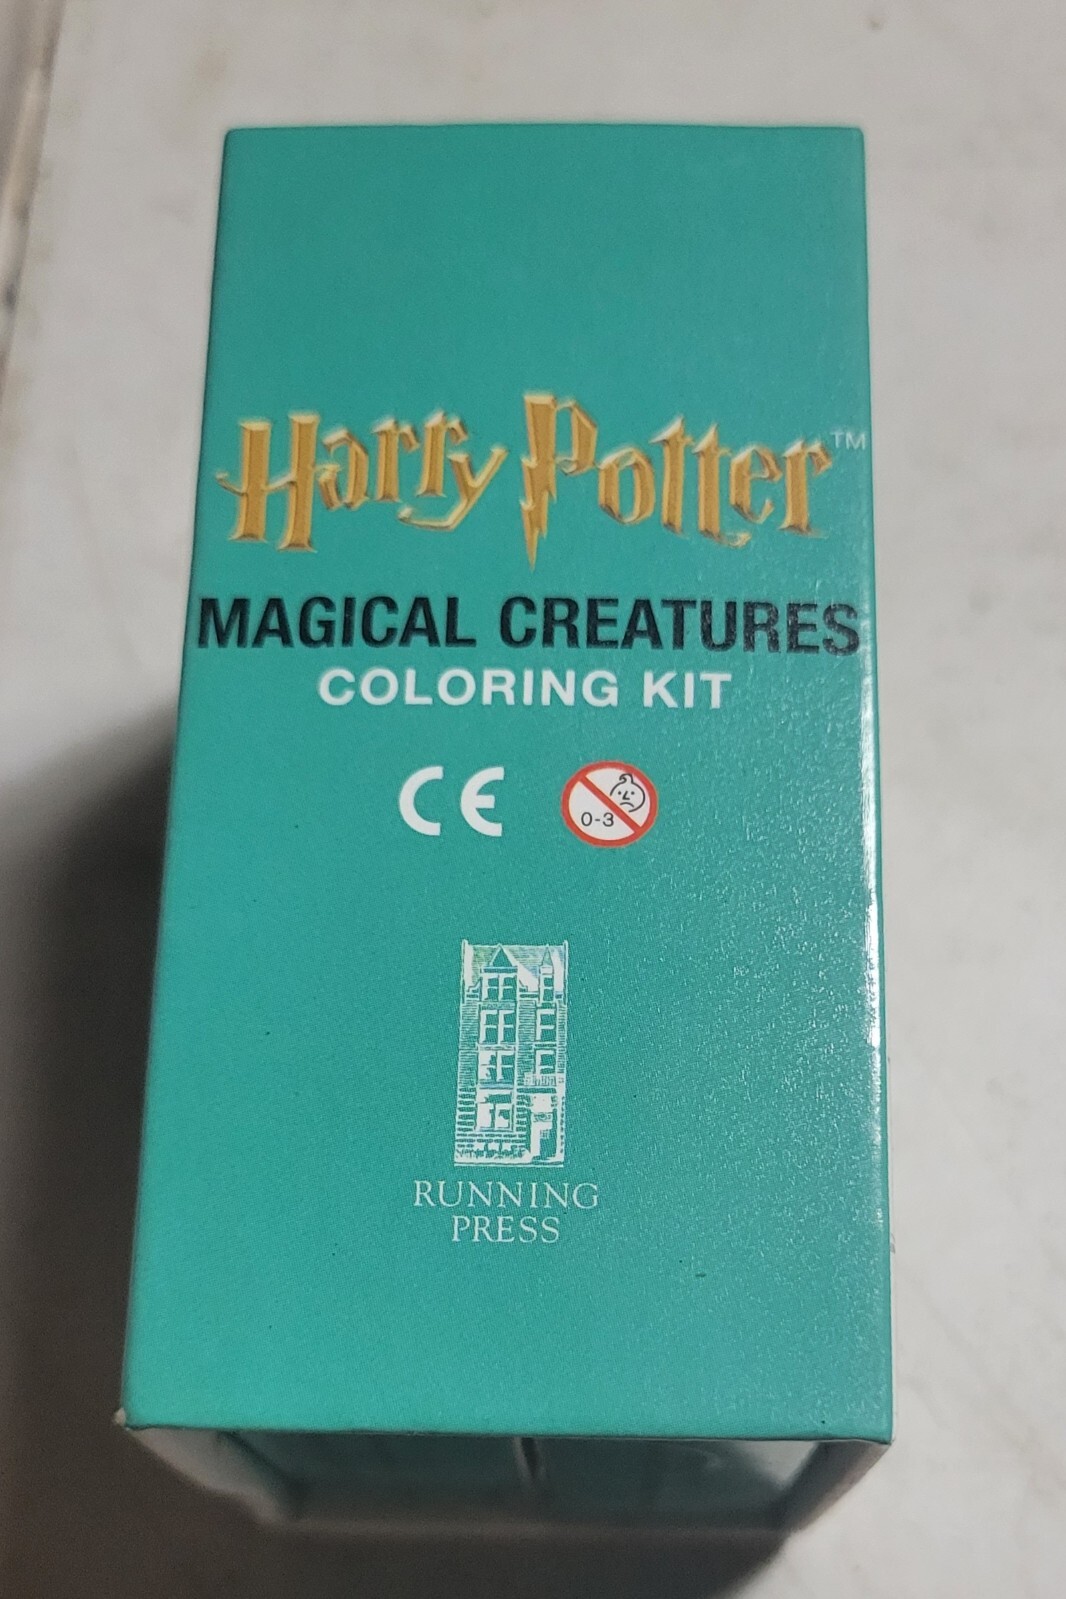 Harry Potter™
MAGICAL CREATURES
COLORING KIT
CE 0-3
RUNNING
PRESS